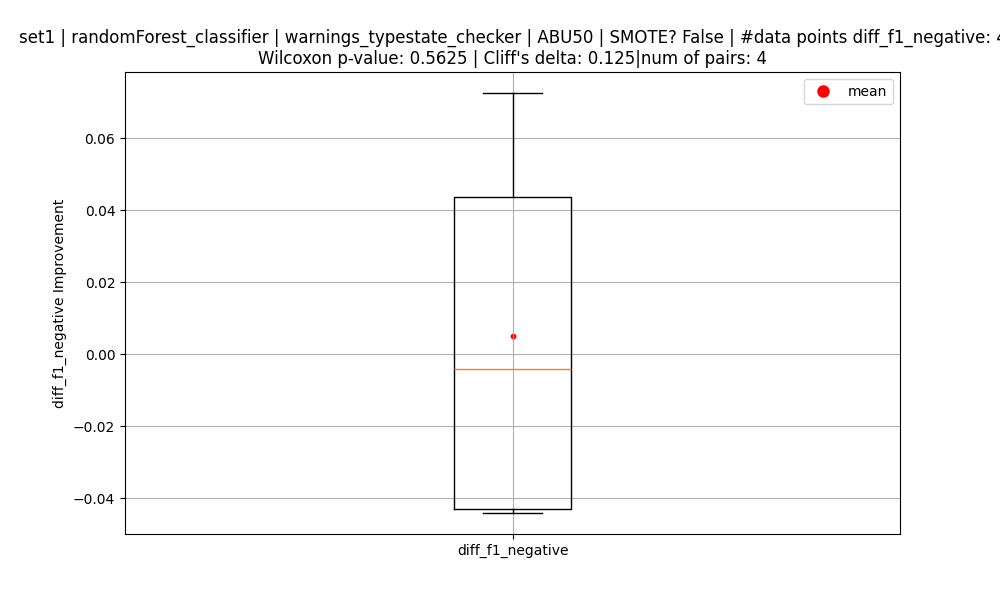 set1 | randomForest_classifier | warnings_typestate_checker | ABU50 | SMOTE? False | #data points diff_f1_negative: 4
Wilcoxon p-value: 0.5625 | Cliff's delta: 0.125|num of pairs: 4
mean
0.06
0.04
0.02
0.00
−0.02
−0.04
diff_f1_negative Improvement
diff_f1_negative